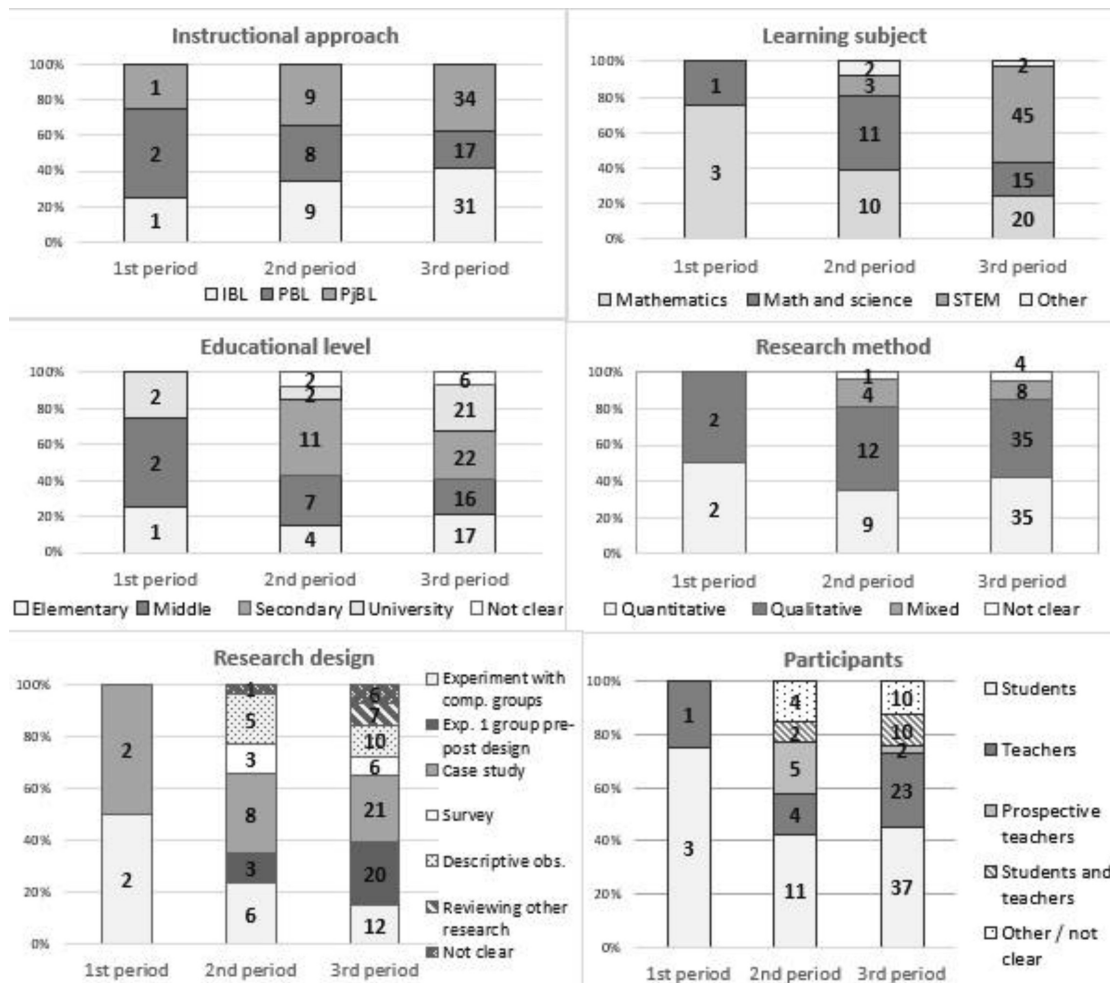 Instructional approach
100%
80%
60%
40%
20%
0%
1
2
1
9
8
9
34
17
31
1st period
2nd period
3rd period
IBL PBL PjBL
Learning subject
100%
80%
60%
40%
20%
0%
1
3
2
3
11
10
2
45
15
20
1st period
2nd period
3rd period
Mathematics Math and science STEM Other
Educational level
100%
80%
60%
40%
20%
0%
2
2
1
2
2
11
7
4
6
21
22
16
17
1st period
2nd period
3rd period
Elementary Middle Secondary University Not clear
Research method
100%
80%
60%
40%
20%
0%
2
2
1
4
12
9
4
8
35
35
1st period
2nd period
3rd period
Quantitative Qualitative Mixed Not clear
Research design
100%
80%
60%
40%
20%
0%
2
2
1
5
3
8
3
6
6
7
10
6
21
20
12
1st period
2nd period
3rd period
Experiment with
comp. groups
Exp. 1 group pre-
post design
Case study
Survey
Descriptive obs.
Reviewing other
research
Not clear
Participants
100%
80%
60%
40%
20%
0%
1
3
4
2
5
4
11
10
10
2
23
37
1st period
2nd period
3rd period
Students
Teachers
Prospective
teachers
Students and
teachers
Other / not
clear